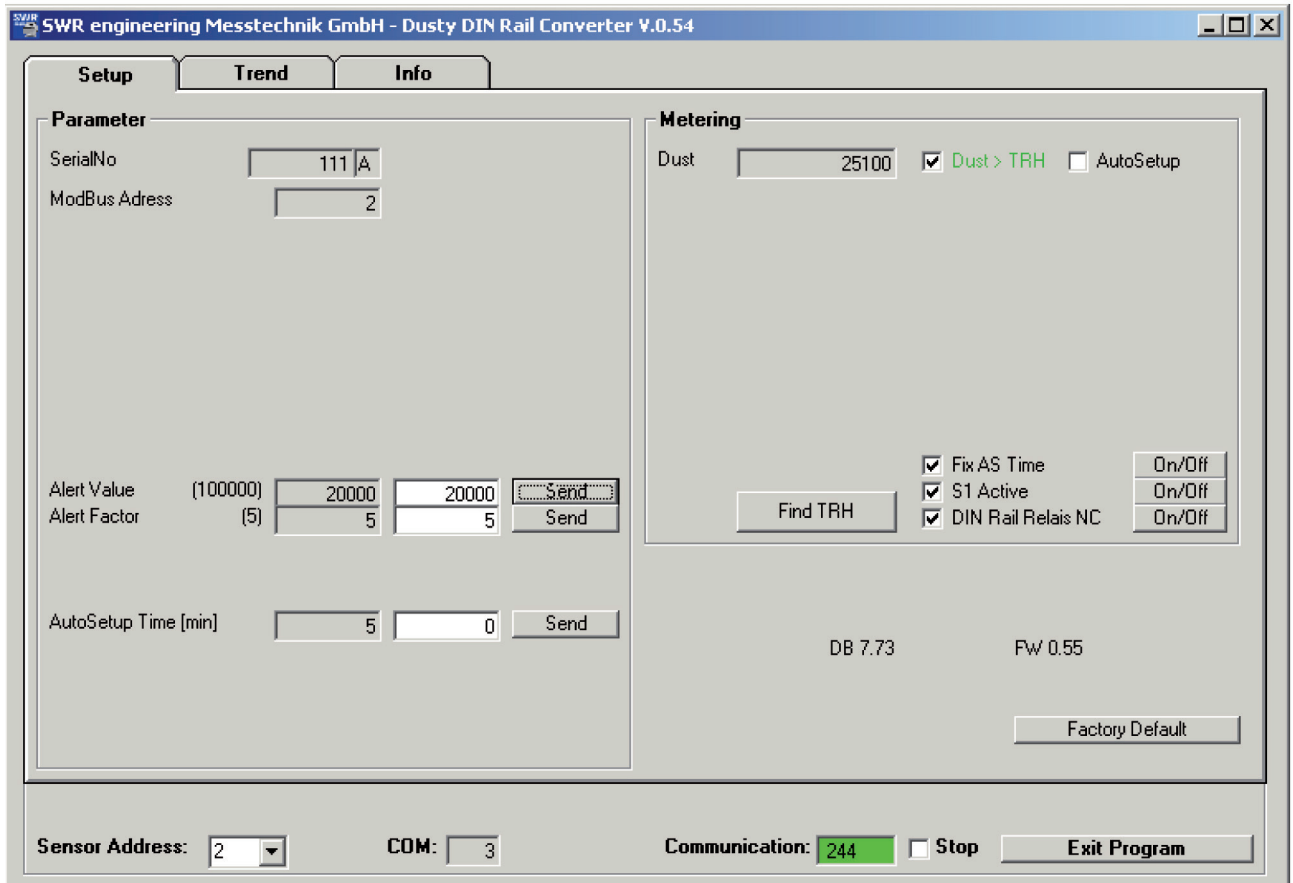 SWR engineering Messtechnik GmbH - Dusty DIN Rail Converter V.0.54
Setup Trend Info
Parameter
SerialNo 111 A
ModBus Adress 2
Alert Value (100000) 20000 20000 Send
Alert Factor (5) 5 5 Send
AutoSetup Time [min] 5 0 Send
Metering
Dust 25100 Dust > TRH AutoSetup
Fix AS Time On/Off
S1 Active On/Off
Find TRH
DIN Rail Relais NC On/Off
DB 7.73 FW 0.55
Factory Default
Sensor Address: 2 COM: 3 Communication: 244 Stop Exit Program